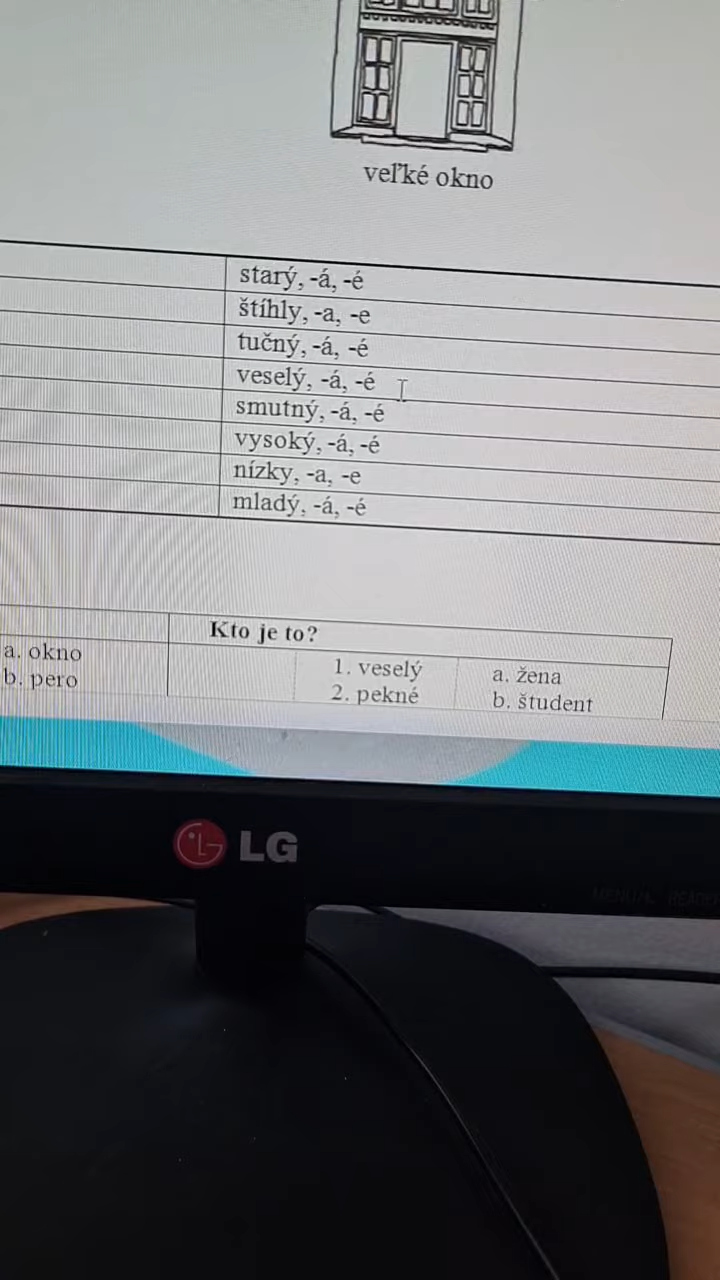 veľké okno
starý, -á, -é
štíhly, -a, -e
tučný, -á, -é
veselý, -á, -é
smutný, -á, -é
vysoký, -á, -é
nízky, -a, -e
mladý, -á, -é
Kto je to?
a. okno
b. pero
1. veselý
2. pekné
a. žena
b. študent
LG
MENU/